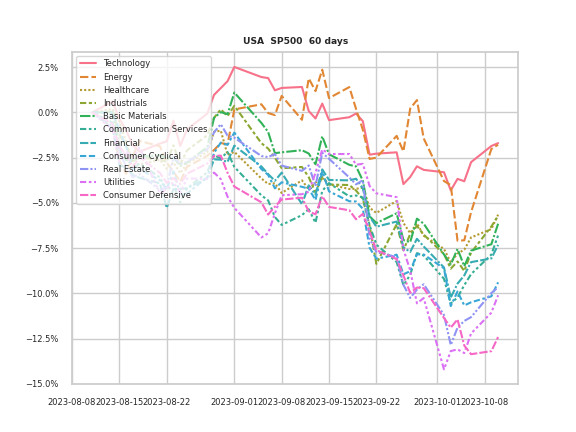 USA  SP500  60 days
Technology
Energy
Healthcare
Industrials
Basic Materials
Communication Services
Financial
Consumer Cyclical
Real Estate
Utilities
Consumer Defensive
2.5%
0.0%
−2.5%
−5.0%
−7.5%
−10.0%
−12.5%
−15.0%
2023-08-08 2023-08-15 2023-08-22 2023-09-01 2023-09-08 2023-09-15 2023-09-22 2023-10-01 2023-10-08